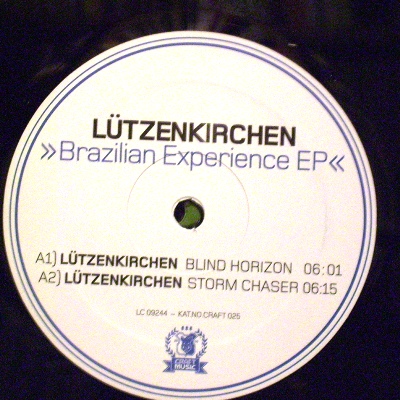 LÜTZENKIRCHEN
»Brazilian Experience EP«
A1) LÜTZENKIRCHEN BLIND HORIZON 06:01
A2) LÜTZENKIRCHEN STORM CHASER 06:15
LC 09244 – KAT.NO.CRAFT 025
CRAFT
MUSIC